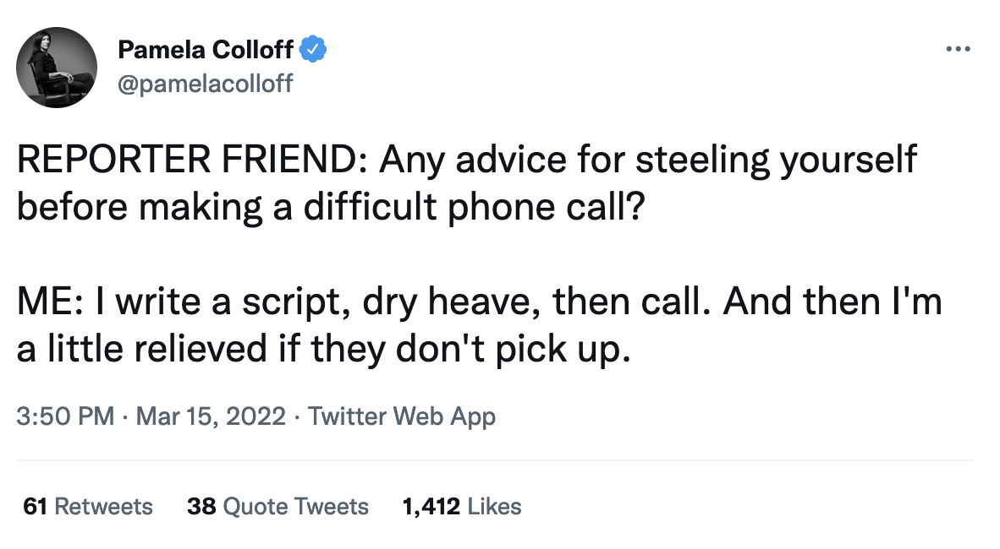 Pamela Colloff
@pamelacolloff
REPORTER FRIEND: Any advice for steeling yourself
before making a difficult phone call?
ME: I write a script, dry heave, then call. And then I'm
a little relieved if they don't pick up.
3:50 PM · Mar 15, 2022 · Twitter Web App
61 Retweets 38 Quote Tweets 1,412 Likes